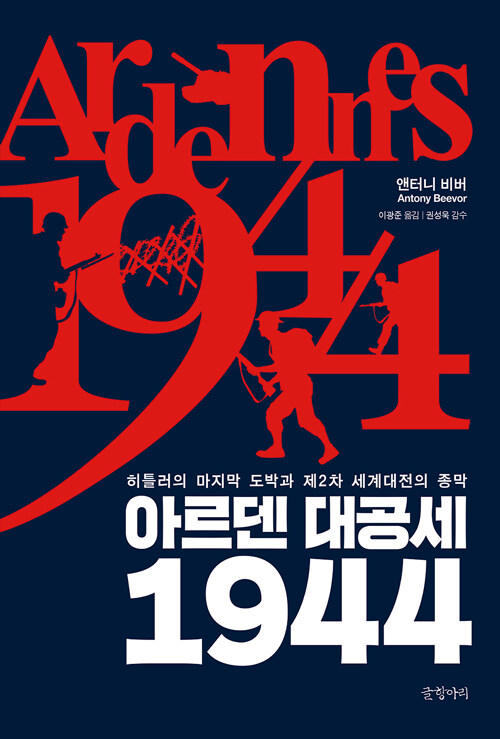 Ardennes
1944
앤터니 비버
Antony Beevor
이광준 옮김 | 권성욱 감수
히틀러의 마지막 도박과 제2차 세계대전의 종막
아르덴 대공세
1944
글항아리